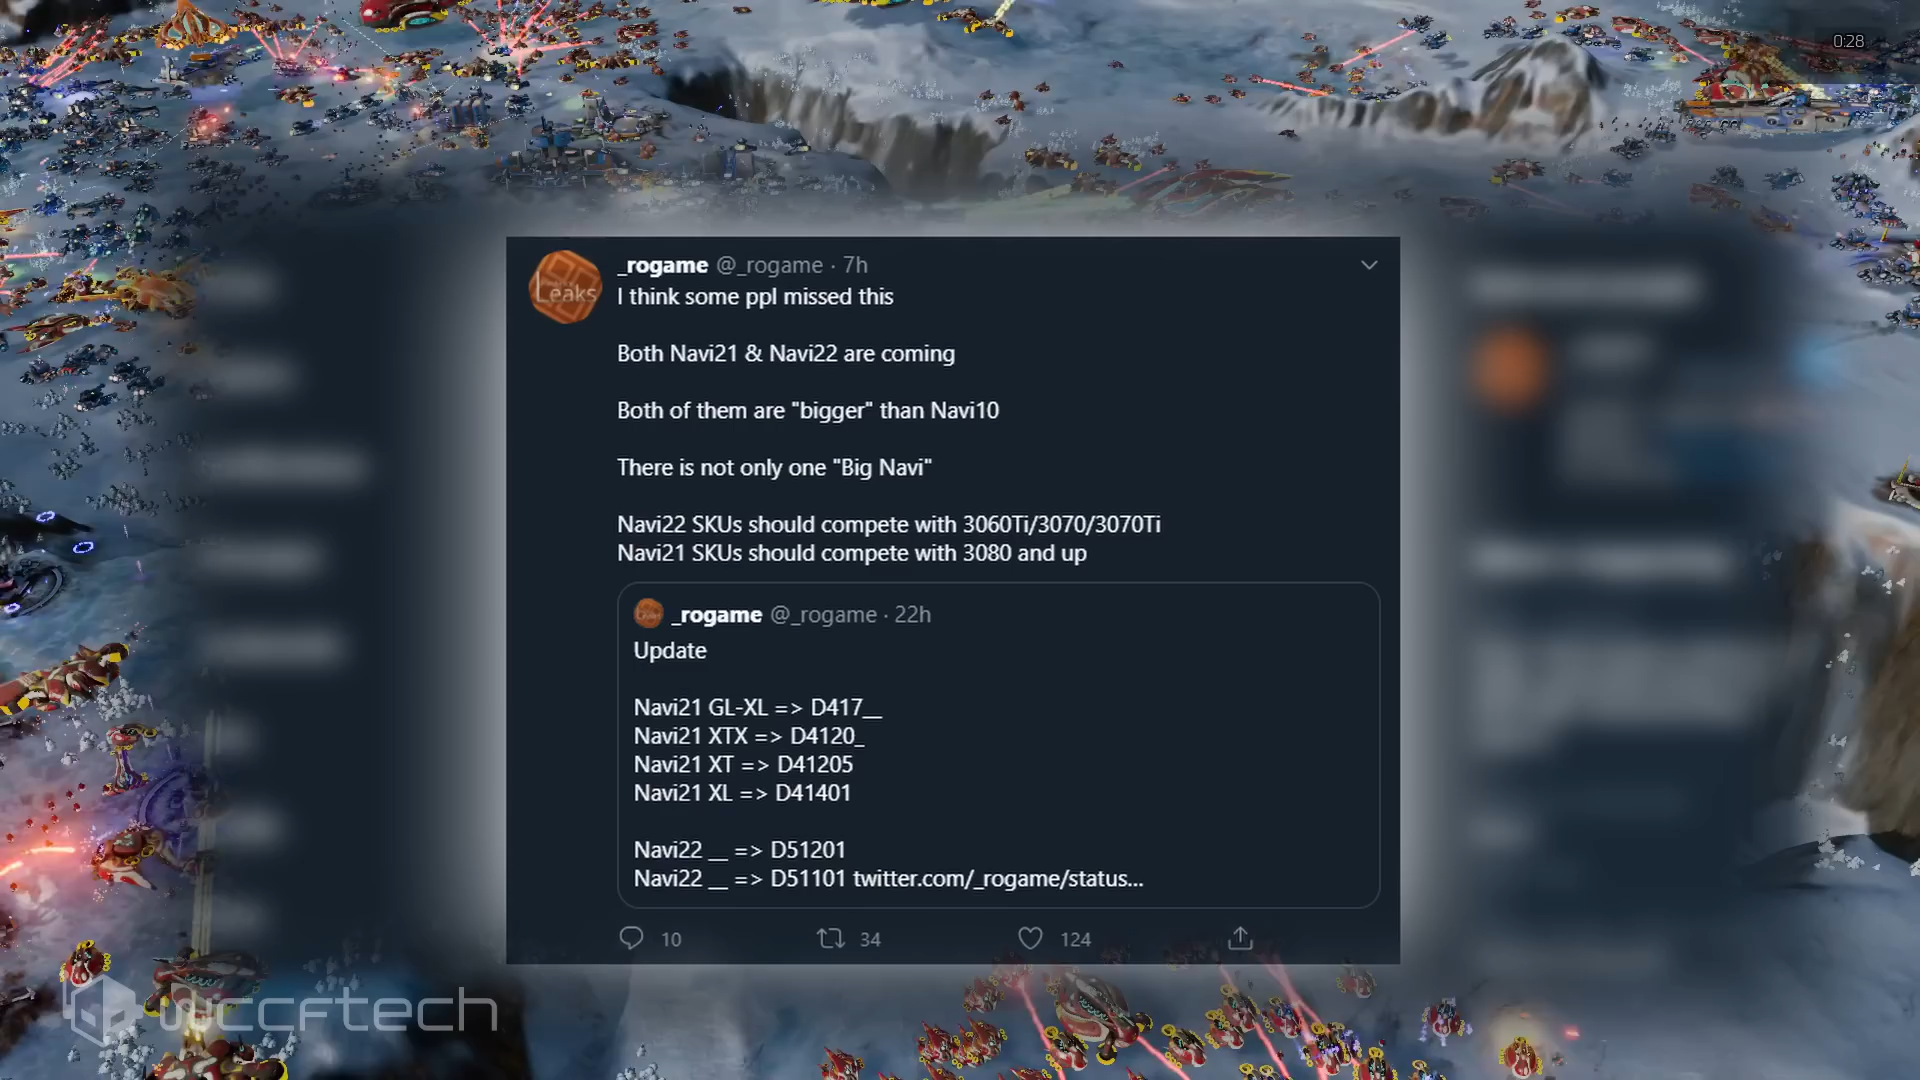 0:28
_rogame @_rogame · 7h
Leaks
I think some ppl missed this
Both Navi21 & Navi22 are coming
Both of them are "bigger" than Navi10
There is not only one "Big Navi"
Navi22 SKUs should compete with 3060Ti/3070/3070Ti
Navi21 SKUs should compete with 3080 and up
_rogame @_rogame · 22h
Update
Navi21 GL-XL => D417__
Navi21 XTX => D4120_
Navi21 XT => D41205
Navi21 XL => D41401
Navi22 __ => D51201
Navi22 __ => D51101 twitter.com/_rogame/status...
10 34 124
wccftech